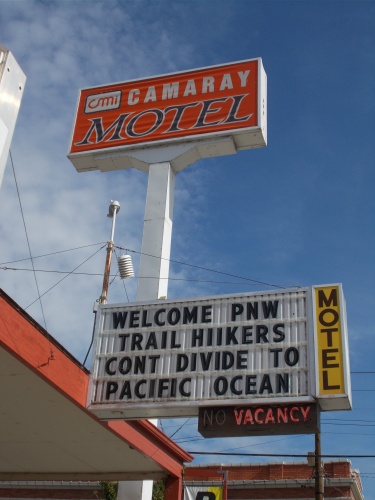 cmi CAMARAY
MOTEL
WELCOME PNW
TRAIL HIIKERS
CONT DIVIDE TO
PACIFIC OCEAN
MOTEL
NO VACANCY